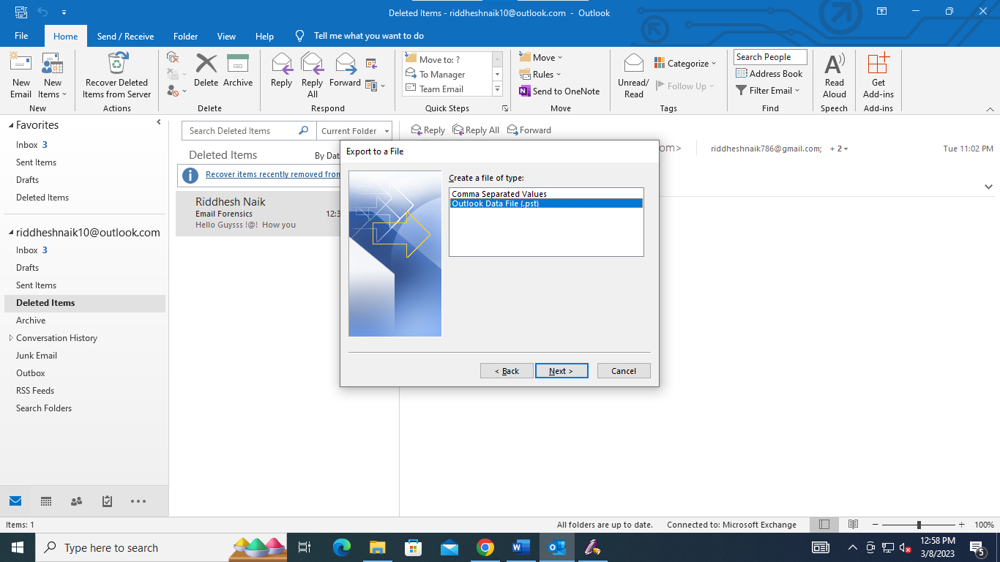 Deleted Items - riddheshnaik10@outlook.com - Outlook
File Home Send / Receive Folder View Help Tell me what you want to do
New Email
New Items
New
Recover Deleted Items from Server
Actions
Delete
Archive
Delete
Reply
Reply All
Forward
Respond
Move to: ?
To Manager
Team Email
Quick Steps
Move
Rules
Send to OneNote
Move
Unread/ Read
Categorize
Follow Up
Tags
Search People
Address Book
Filter Email
Find
Read Aloud
Speech
Get Add-ins
Add-ins
Favorites
Inbox 3
Sent Items
Drafts
Deleted Items
riddheshnaik10@outlook.com
Inbox 3
Drafts
Sent Items
Deleted Items
Archive
Conversation History
Junk Email
Outbox
RSS Feeds
Search Folders
Search Deleted Items
Current Folder
Deleted Items
By Dat
Recover items recently removed from
Riddhesh Naik
Email Forensics 12:3
Hello Guysss !@! How you
Reply Reply All Forward
om>
riddheshnaik786@gmail.com; + 2
Tue 11:02 PM
Export to a File
Create a file of type:
Comma Separated Values
Outlook Data File (.pst)
< Back
Next >
Cancel
Items: 1
All folders are up to date.
Connected to: Microsoft Exchange
100%
Type here to search
12:58 PM
3/8/2023
5